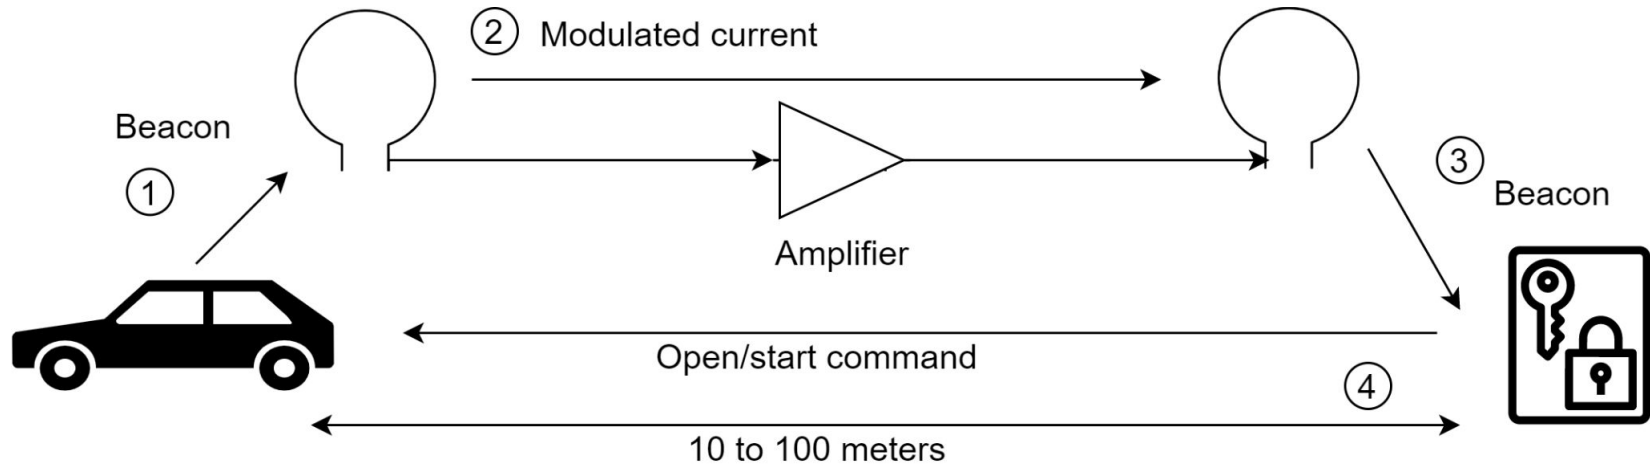 ② Modulated current
Beacon
①
③
Beacon
Amplifier
Open/start command
④
10 to 100 meters